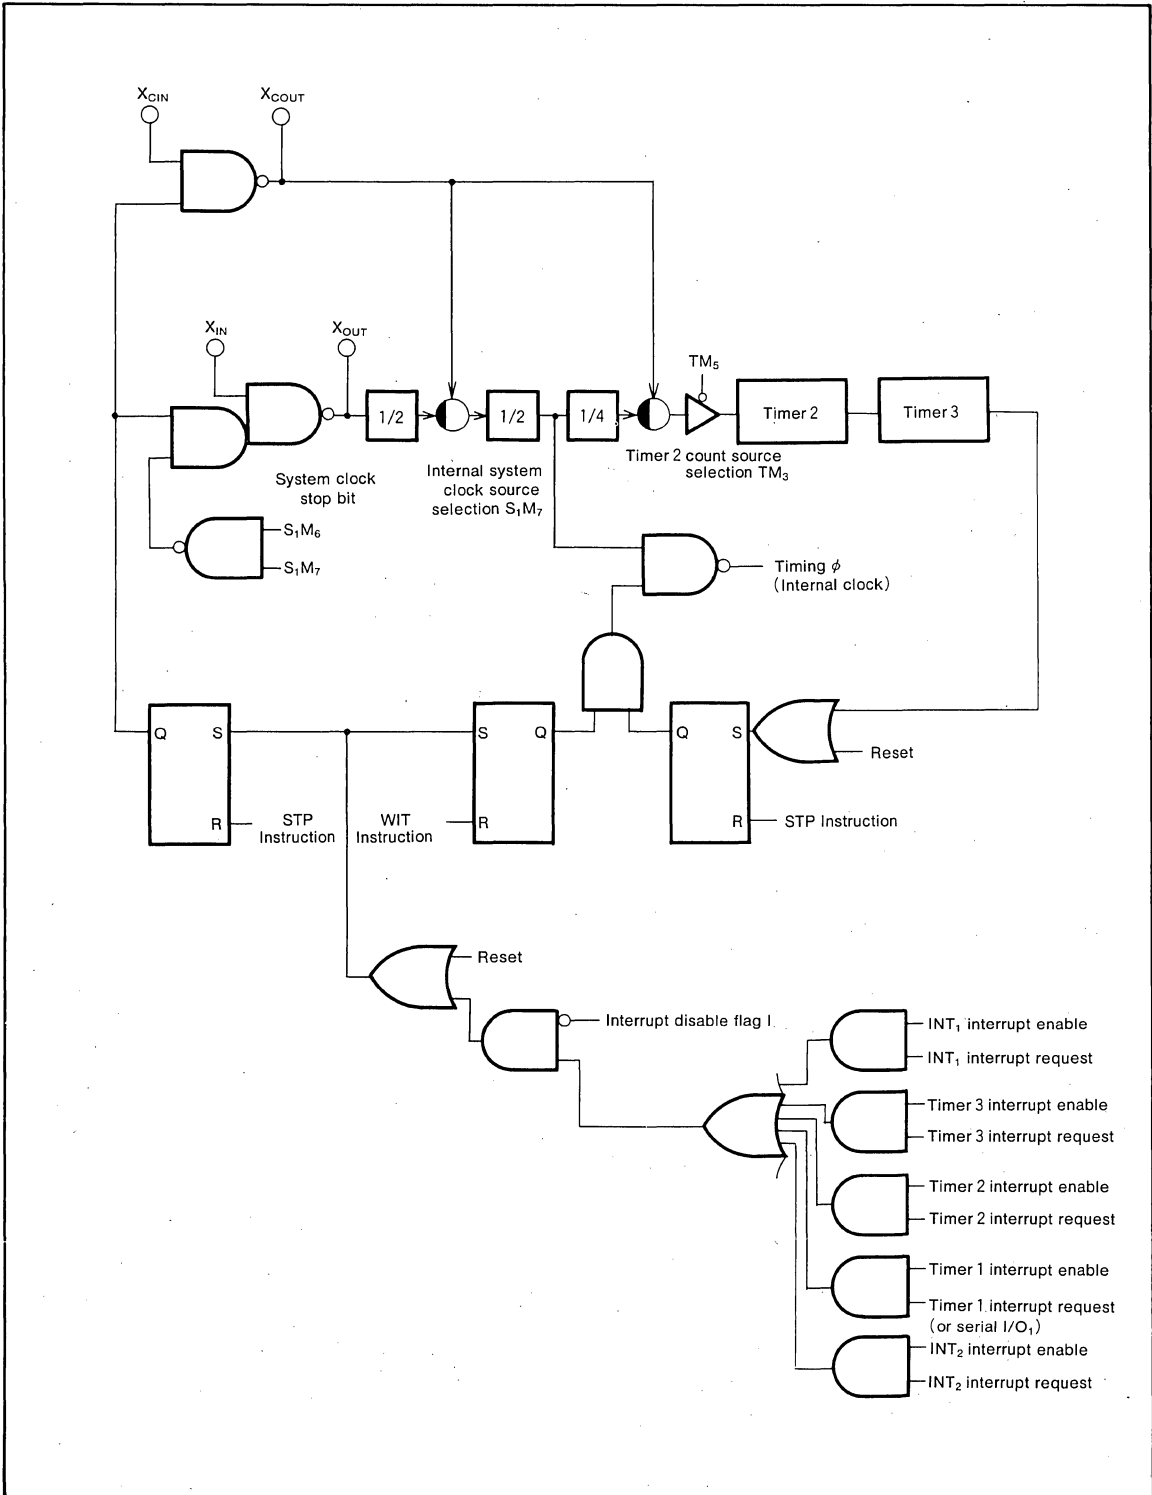 X_CIN X_COUT
X_IN X_OUT
TM₅
1/2 1/2 1/4 Timer 2 Timer 3
System clock
stop bit
Internal system
clock source
selection S₁M₇
Timer 2 count source
selection TM₃
S₁M₆
S₁M₇
Timing ϕ
(Internal clock)
Q S S Q Q S
Reset
R STP
Instruction
WIT
Instruction
R
R STP Instruction
Reset
Interrupt disable flag I
INT₁ interrupt enable
INT₁ interrupt request
Timer 3 interrupt enable
Timer 3 interrupt request
Timer 2 interrupt enable
Timer 2 interrupt request
Timer 1 interrupt enable
Timer 1 interrupt request
(or serial I/O₁)
INT₂ interrupt enable
INT₂ interrupt request